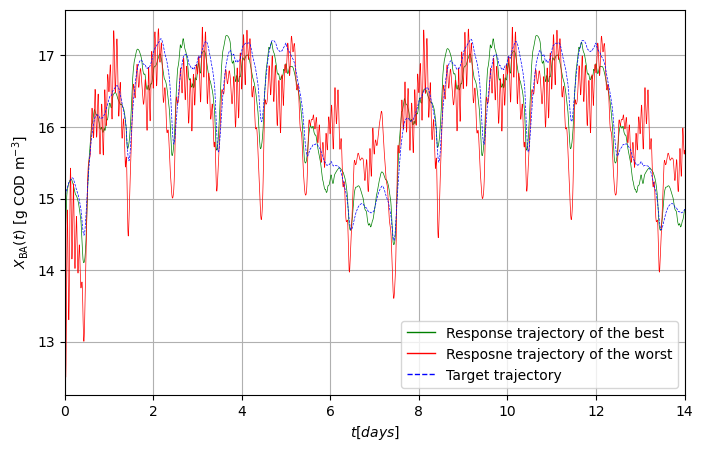 17
16
15
14
13
0 2 4 6 8 10 12 14
X_BA(t) [g COD m⁻³]
t[days]
Response trajectory of the best
Resposne trajectory of the worst
Target trajectory